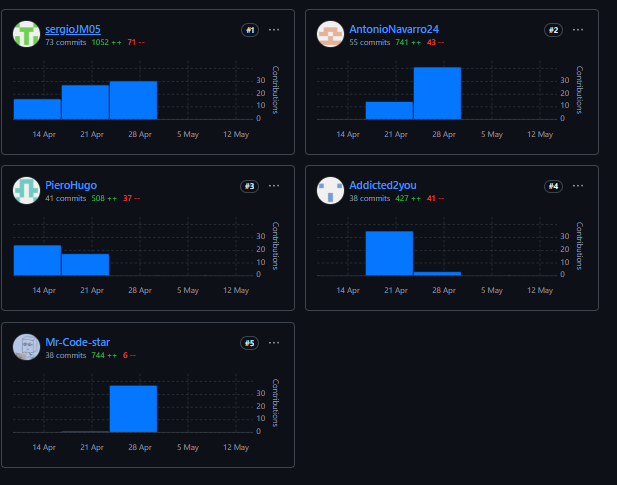 sergioJM05 #1 ...
73 commits 1052 ++ 71 --
30
20
10
0
Contributions
14 Apr 21 Apr 28 Apr 5 May 12 May
AntonioNavarro24 #2 ...
55 commits 741 ++ 43 --
30
20
10
0
Contributions
14 Apr 21 Apr 28 Apr 5 May 12 May
PieroHugo #3 ...
41 commits 508 ++ 37 --
30
20
10
0
Contributions
14 Apr 21 Apr 28 Apr 5 May 12 May
Addicted2you #4 ...
38 commits 427 ++ 41 --
30
20
10
0
Contributions
14 Apr 21 Apr 28 Apr 5 May 12 May
Mr-Code-star #5 ...
38 commits 744 ++ 6 --
30
20
10
0
Contributions
14 Apr 21 Apr 28 Apr 5 May 12 May